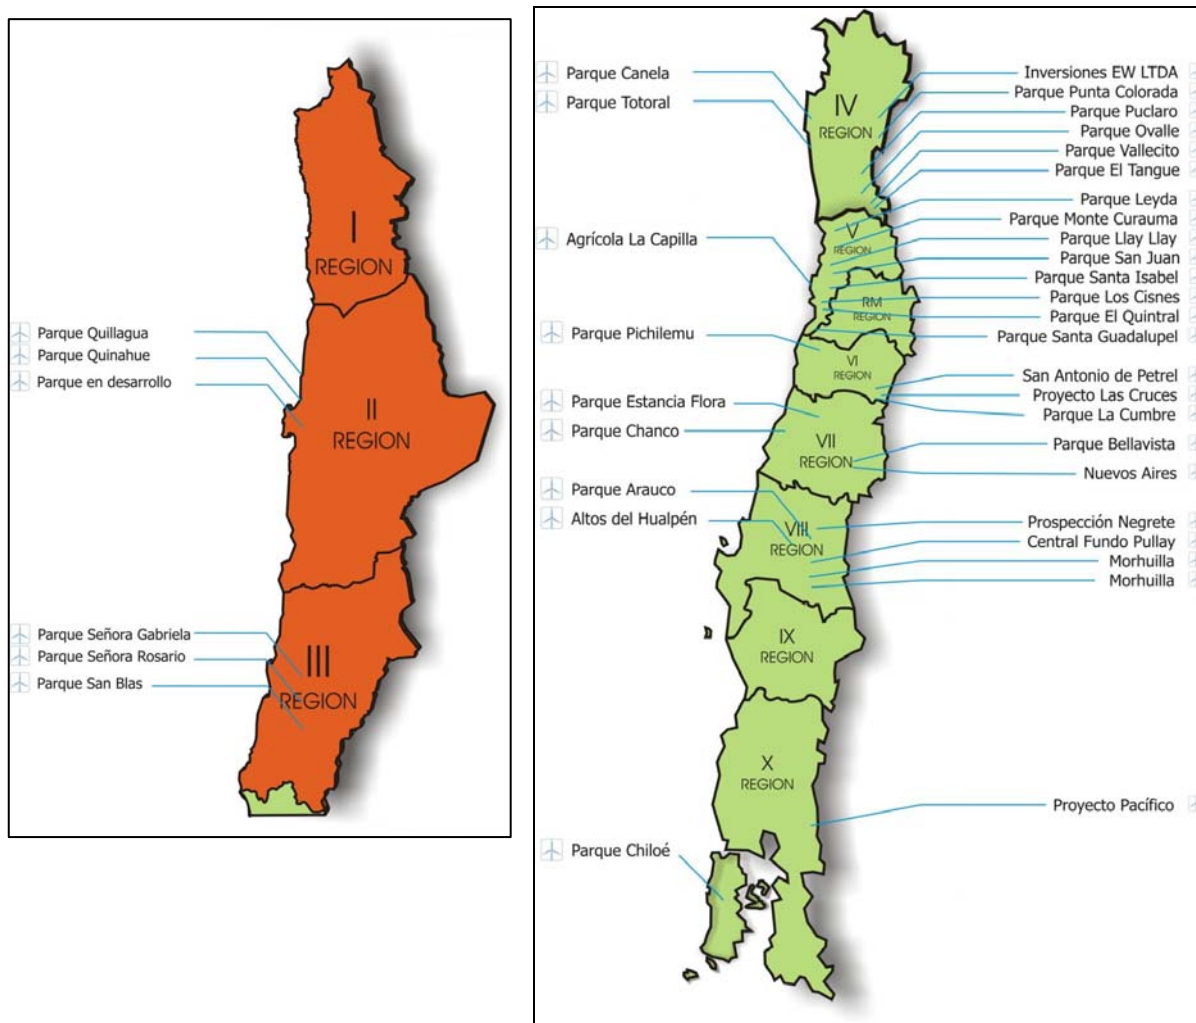 I
REGION
Parque Quillagua
Parque Quinahue
Parque en desarrollo
II
REGION
Parque Señora Gabriela
Parque Señora Rosario
Parque San Blas
III
REGION
Parque Canela
Parque Totoral
Agrícola La Capilla
Parque Pichilemu
Parque Estancia Flora
Parque Chanco
Parque Arauco
Altos del Hualpén
Parque Chiloé
IV
REGION
V
REGION
RM
REGION
VI
REGION
VII
REGION
VIII
REGION
IX
REGION
X
REGION
Inversiones EW LTDA
Parque Punta Colorada
Parque Puclaro
Parque Ovalle
Parque Vallecito
Parque El Tangue
Parque Leyda
Parque Monte Curauma
Parque Llay Llay
Parque San Juan
Parque Santa Isabel
Parque Los Cisnes
Parque El Quintral
Parque Santa Guadalupel
San Antonio de Petrel
Proyecto Las Cruces
Parque La Cumbre
Parque Bellavista
Nuevos Aires
Prospección Negrete
Central Fundo Pullay
Morhuilla
Morhuilla
Proyecto Pacífico